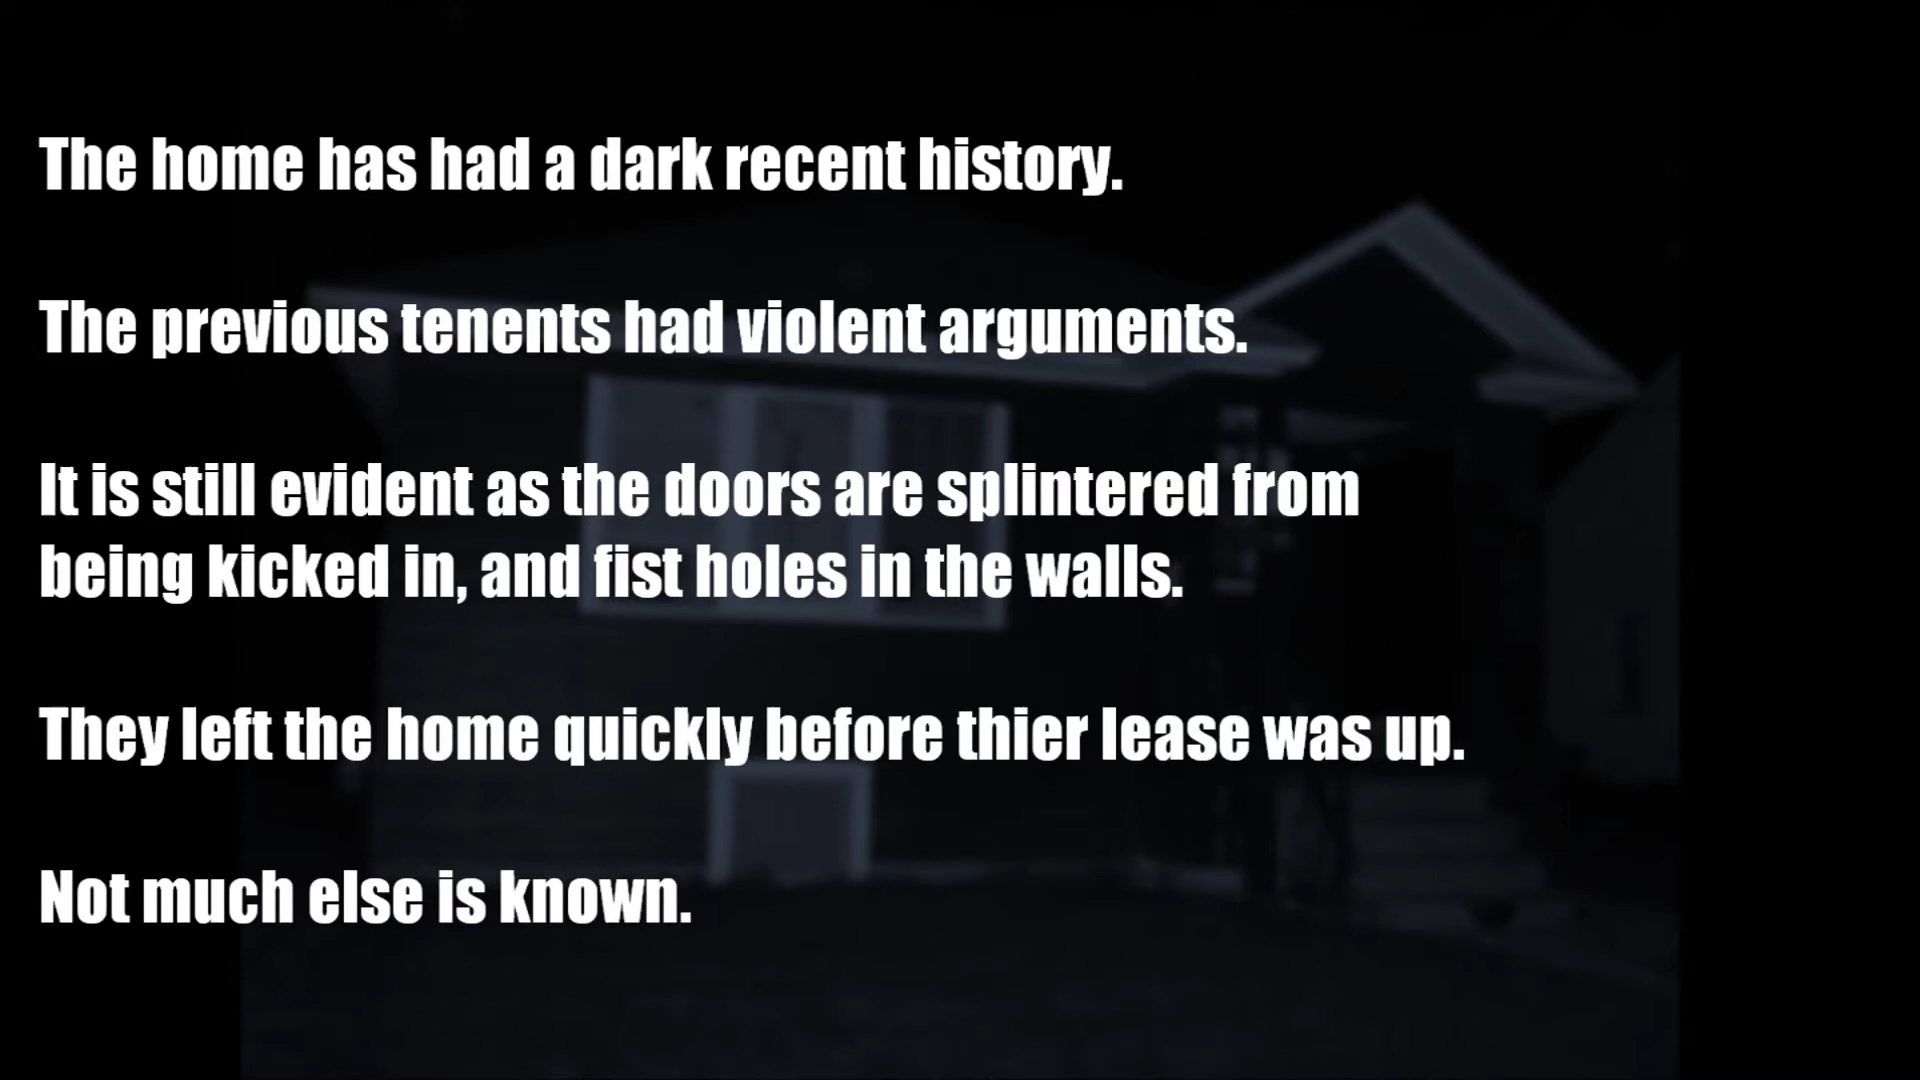 The home has had a dark recent history.
The previous tenents had violent arguments.
It is still evident as the doors are splintered from
being kicked in, and fist holes in the walls.
They left the home quickly before thier lease was up.
Not much else is known.